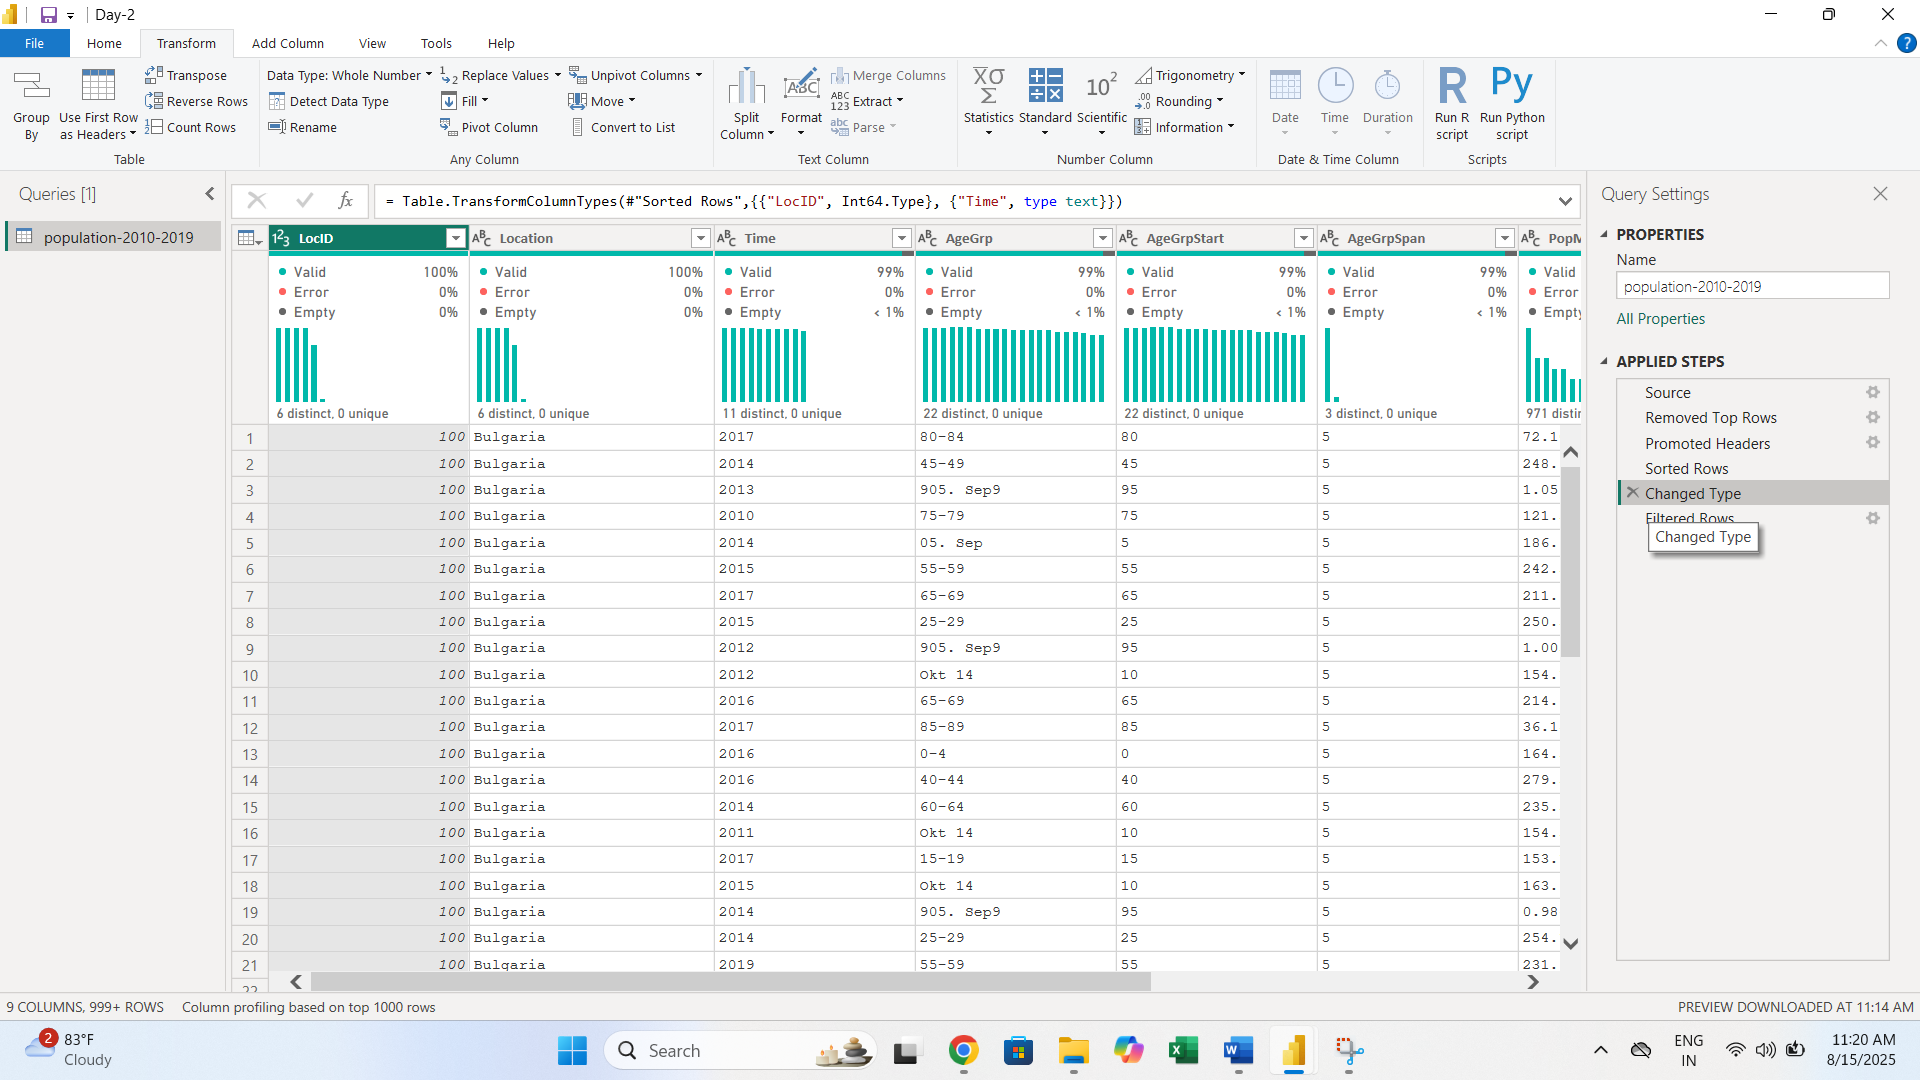 Day-2
File
Home
Transform
Add Column
View
Tools
Help
Group By
Use First Row as Headers
Transpose
Reverse Rows
Count Rows
Table
Data Type: Whole Number
Detect Data Type
Rename
Replace Values
Fill
Pivot Column
Unpivot Columns
Move
Convert to List
Any Column
Split Column
Format
Merge Columns
Extract
Parse
Text Column
Statistics
Standard
Scientific
Trigonometry
Rounding
Information
Number Column
Date
Time
Duration
Date & Time Column
Run R script
Run Python script
Scripts
Queries [1]
population-2010-2019
= Table.TransformColumnTypes(#"Sorted Rows",{{"LocID", Int64.Type}, {"Time", type text}})
LocID Location Time AgeGrp AgeGrpStart AgeGrpSpan PopM
Valid 100% Valid 100% Valid 99% Valid 99% Valid 99% Valid 99% Valid
Error 0% Error 0% Error 0% Error 0% Error 0% Error 0% Error
Empty 0% Empty 0% Empty < 1% Empty < 1% Empty < 1% Empty < 1% Empty
6 distinct, 0 unique 6 distinct, 0 unique 11 distinct, 0 unique 22 distinct, 0 unique 22 distinct, 0 unique 3 distinct, 0 unique 971 distin
1 100 Bulgaria 2017 80-84 80 5 72.1
2 100 Bulgaria 2014 45-49 45 5 248.
3 100 Bulgaria 2013 905. Sep9 95 5 1.05
4 100 Bulgaria 2010 75-79 75 5 121.
5 100 Bulgaria 2014 05. Sep 5 5 186.
6 100 Bulgaria 2015 55-59 55 5 242.
7 100 Bulgaria 2017 65-69 65 5 211.
8 100 Bulgaria 2015 25-29 25 5 250.
9 100 Bulgaria 2012 905. Sep9 95 5 1.00
10 100 Bulgaria 2012 Okt 14 10 5 154.
11 100 Bulgaria 2016 65-69 65 5 214.
12 100 Bulgaria 2017 85-89 85 5 36.1
13 100 Bulgaria 2016 0-4 0 5 164.
14 100 Bulgaria 2016 40-44 40 5 279.
15 100 Bulgaria 2014 60-64 60 5 235.
16 100 Bulgaria 2011 Okt 14 10 5 154.
17 100 Bulgaria 2017 15-19 15 5 153.
18 100 Bulgaria 2015 Okt 14 10 5 163.
19 100 Bulgaria 2014 905. Sep9 95 5 0.98
20 100 Bulgaria 2014 25-29 25 5 254.
21 100 Bulgaria 2019 55-59 55 5 231.
22
Query Settings
PROPERTIES
Name
population-2010-2019
All Properties
APPLIED STEPS
Source
Removed Top Rows
Promoted Headers
Sorted Rows
Changed Type
Filtered Rows
Changed Type
9 COLUMNS, 999+ ROWS Column profiling based on top 1000 rows
PREVIEW DOWNLOADED AT 11:14 AM
2
83°F
Cloudy
Search
ENG
IN
11:20 AM
8/15/2025